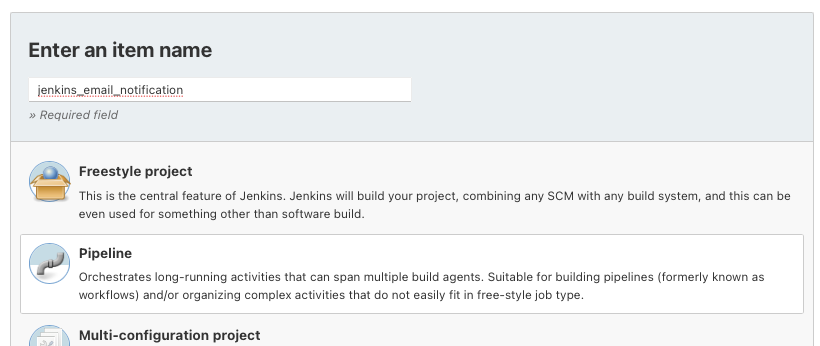 Enter an item name
jenkins_email_notification
» Required field
Freestyle project
This is the central feature of Jenkins. Jenkins will build your project, combining any SCM with any build system, and this can be
even used for something other than software build.
Pipeline
Orchestrates long-running activities that can span multiple build agents. Suitable for building pipelines (formerly known as
workflows) and/or organizing complex activities that do not easily fit in free-style job type.
Multi-configuration project